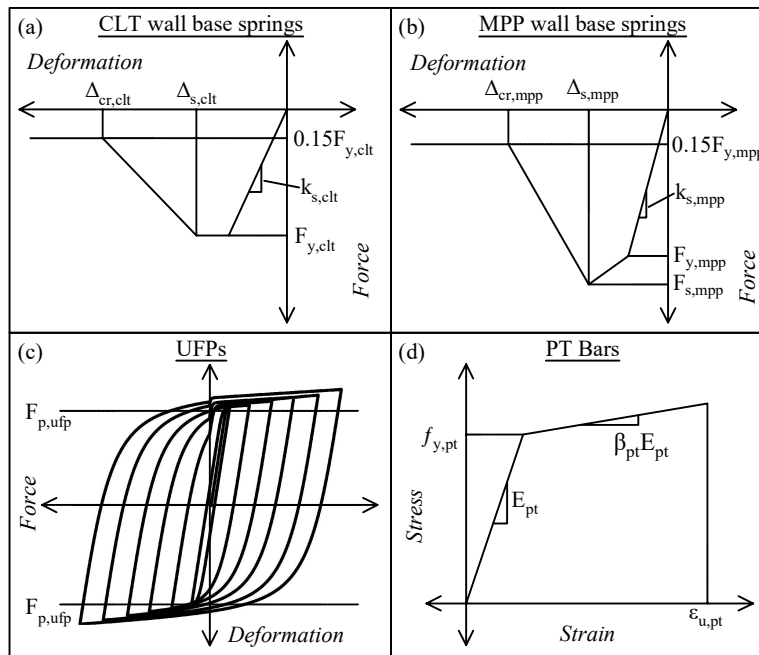 (a) CLT wall base springs
Deformation
Δcr,clt Δs,clt
0.15Fy,clt
ks,clt
Fy,clt
Force
(b) MPP wall base springs
Deformation
Δcr,mpp Δs,mpp
0.15Fy,mpp
ks,mpp
Fy,mpp
Fs,mpp
Force
(c) UFPs
Fp,ufp
Force
Fp,ufp
Deformation
(d) PT Bars
fy,pt
βptEpt
Ept
Stress
εu,pt
Strain